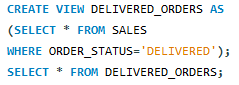 CREATE VIEW DELIVERED_ORDERS AS
(SELECT * FROM SALES
WHERE ORDER_STATUS='DELIVERED');
SELECT * FROM DELIVERED_ORDERS;